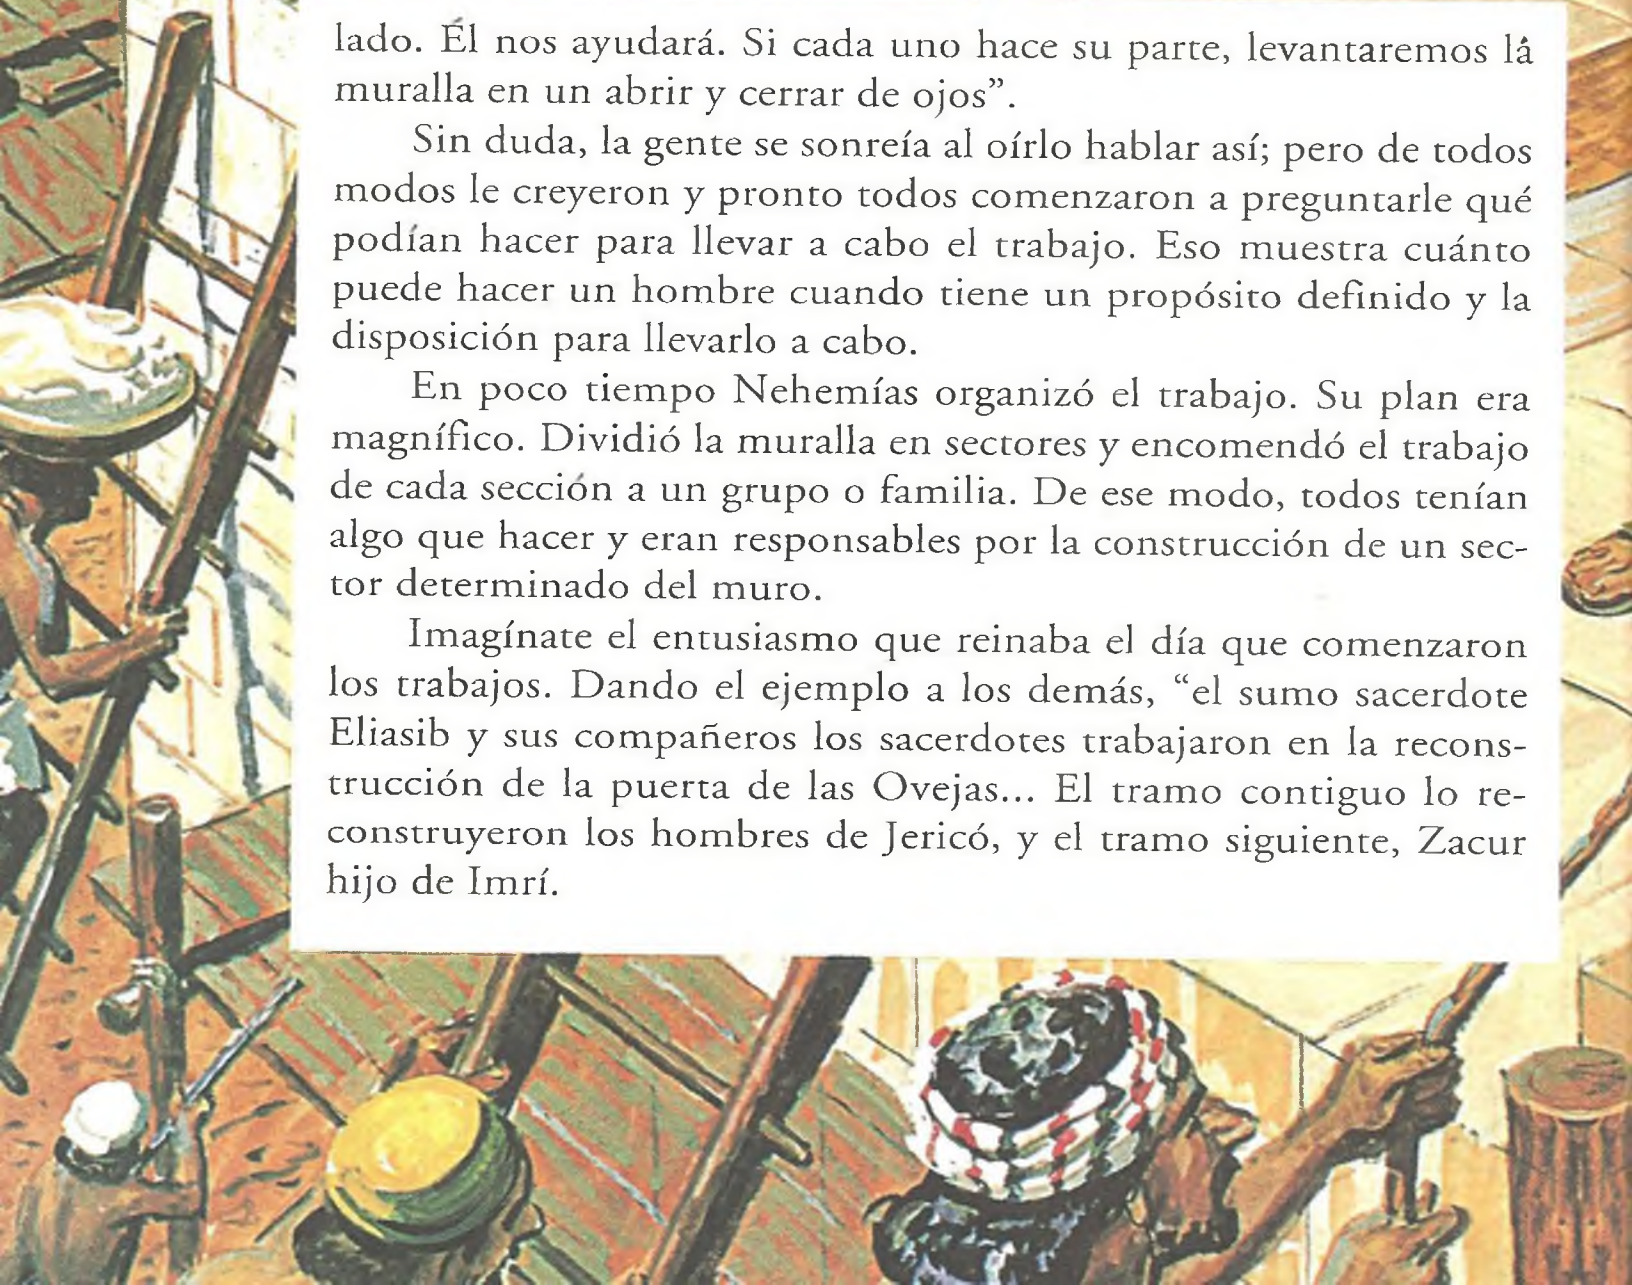 lado. Él nos ayudará. Si cada uno hace su parte, levantaremos la
muralla en un abrir y cerrar de ojos”.
Sin duda, la gente se sonreía al oírlo hablar así; pero de todos
modos le creyeron y pronto todos comenzaron a preguntarle qué
podían hacer para llevar a cabo el trabajo. Eso muestra cuánto
puede hacer un hombre cuando tiene un propósito definido y la
disposición para llevarlo a cabo.
En poco tiempo Nehemías organizó el trabajo. Su plan era
magnífico. Dividió la muralla en sectores y encomendó el trabajo
de cada sección a un grupo o familia. De ese modo, todos tenían
algo que hacer y eran responsables por la construcción de un sec-
tor determinado del muro.
Imagínate el entusiasmo que reinaba el día que comenzaron
los trabajos. Dando el ejemplo a los demás, “el sumo sacerdote
Eliasib y sus compañeros los sacerdotes trabajaron en la recons-
trucción de la puerta de las Ovejas... El tramo contiguo lo re-
construyeron los hombres de Jericó, y el tramo siguiente, Zacur
hijo de Imrí.